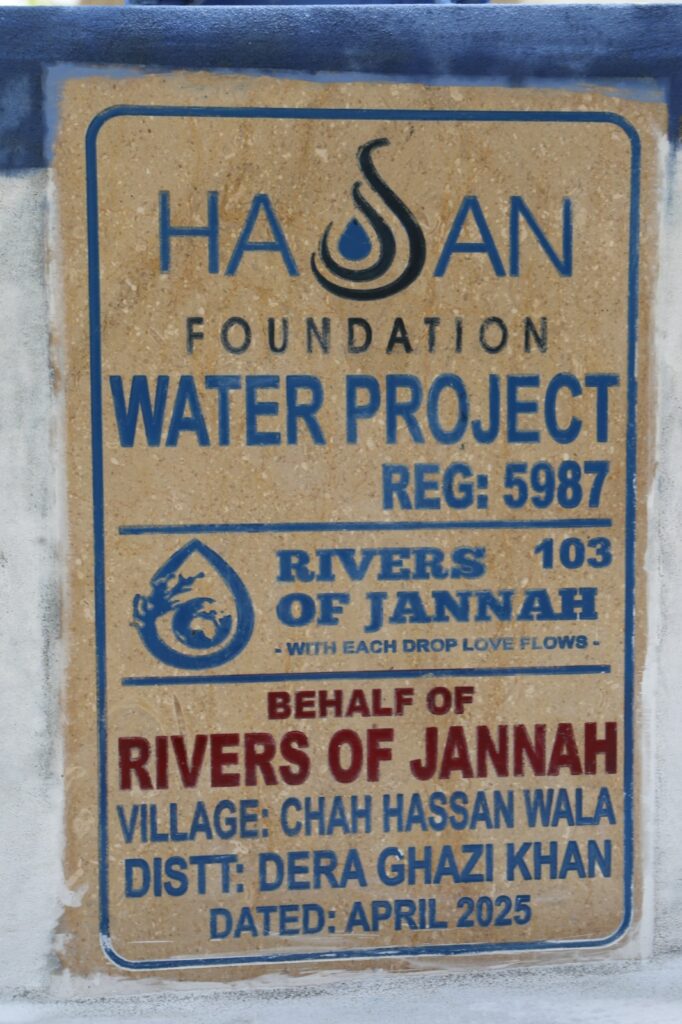 HASSAN
FOUNDATION
WATER PROJECT
REG: 5987
RIVERS 103
OF JANNAH
- WITH EACH DROP LOVE FLOWS -
BEHALF OF
RIVERS OF JANNAH
VILLAGE: CHAH HASSAN WALA
DISTT: DERA GHAZI KHAN
DATED: APRIL 2025